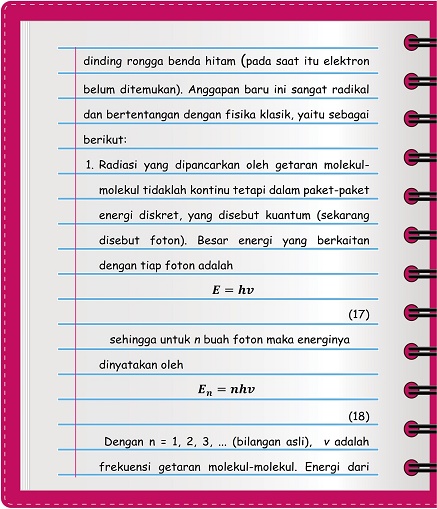 dinding rongga benda hitam (pada saat itu elektron
belum ditemukan). Anggapan baru ini sangat radikal
dan bertentangan dengan fisika klasik, yaitu sebagai
berikut:
1. Radiasi yang dipancarkan oleh getaran molekul-
molekul tidaklah kontinu tetapi dalam paket-paket
energi diskret, yang disebut kuantum (sekarang
disebut foton). Besar energi yang berkaitan
dengan tiap foton adalah
E = hv
(17)
sehingga untuk n buah foton maka energinya
dinyatakan oleh
Eₙ = nhv
(18)
Dengan n = 1, 2, 3, ... (bilangan asli), v adalah
frekuensi getaran molekul-molekul. Energi dari